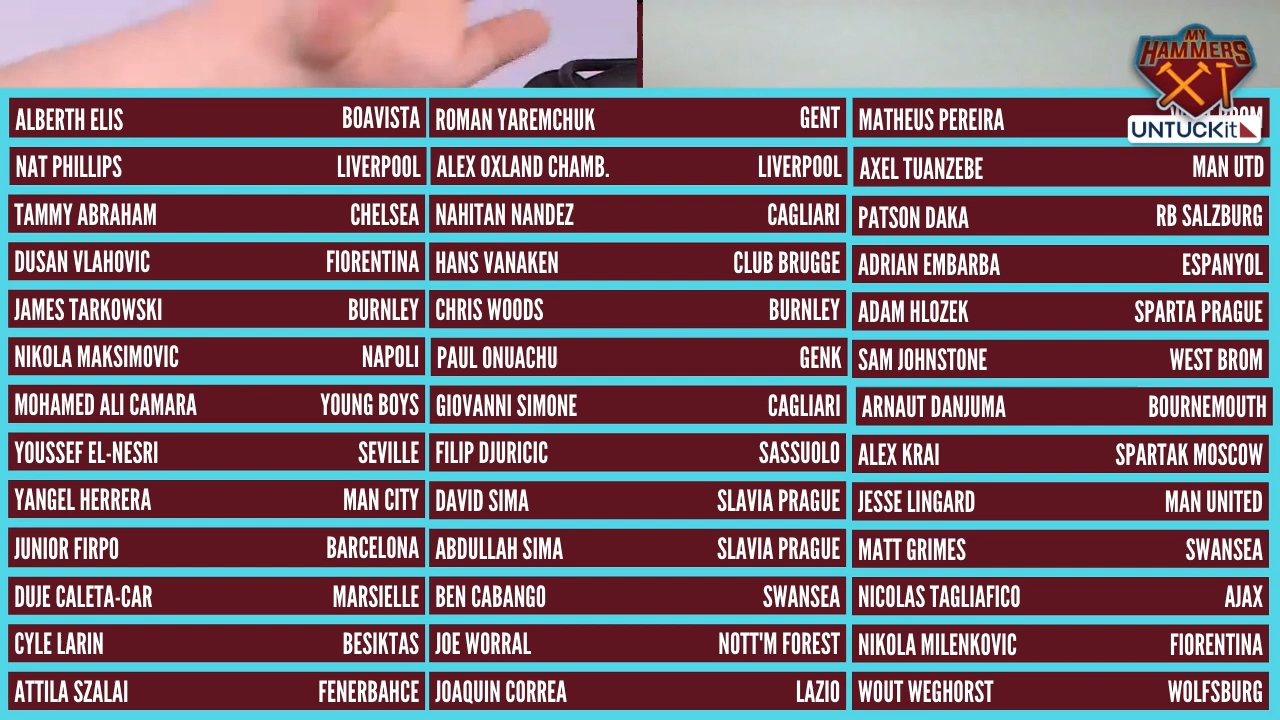 MY
HAMMERS
UNTUCKit
ALBERTH ELIS BOAVISTA
NAT PHILLIPS LIVERPOOL
TAMMY ABRAHAM CHELSEA
DUSAN VLAHOVIC FIORENTINA
JAMES TARKOWSKI BURNLEY
NIKOLA MAKSIMOVIC NAPOLI
MOHAMED ALI CAMARA YOUNG BOYS
YOUSSEF EL-NESRI SEVILLE
YANGEL HERRERA MAN CITY
JUNIOR FIRPO BARCELONA
DUJE CALETA-CAR MARSIELLE
CYLE LARIN BESIKTAS
ATTILA SZALAI FENERBAHCE
ROMAN YAREMCHUK GENT
ALEX OXLAND CHAMB. LIVERPOOL
NAHITAN NANDEZ CAGLIARI
HANS VANAKEN CLUB BRUGGE
CHRIS WOODS BURNLEY
PAUL ONUACHU GENK
GIOVANNI SIMONE CAGLIARI
FILIP DJURICIC SASSUOLO
DAVID SIMA SLAVIA PRAGUE
ABDULLAH SIMA SLAVIA PRAGUE
BEN CABANGO SWANSEA
JOE WORRAL NOTT'M FOREST
JOAQUIN CORREA LAZIO
MATHEUS PEREIRA
AXEL TUANZEBE MAN UTD
PATSON DAKA RB SALZBURG
ADRIAN EMBARBA ESPANYOL
ADAM HLOZEK SPARTA PRAGUE
SAM JOHNSTONE WEST BROM
ARNAUT DANJUMA BOURNEMOUTH
ALEX KRAI SPARTAK MOSCOW
JESSE LINGARD MAN UNITED
MATT GRIMES SWANSEA
NICOLAS TAGLIAFICO AJAX
NIKOLA MILENKOVIC FIORENTINA
WOUT WEGHORST WOLFSBURG